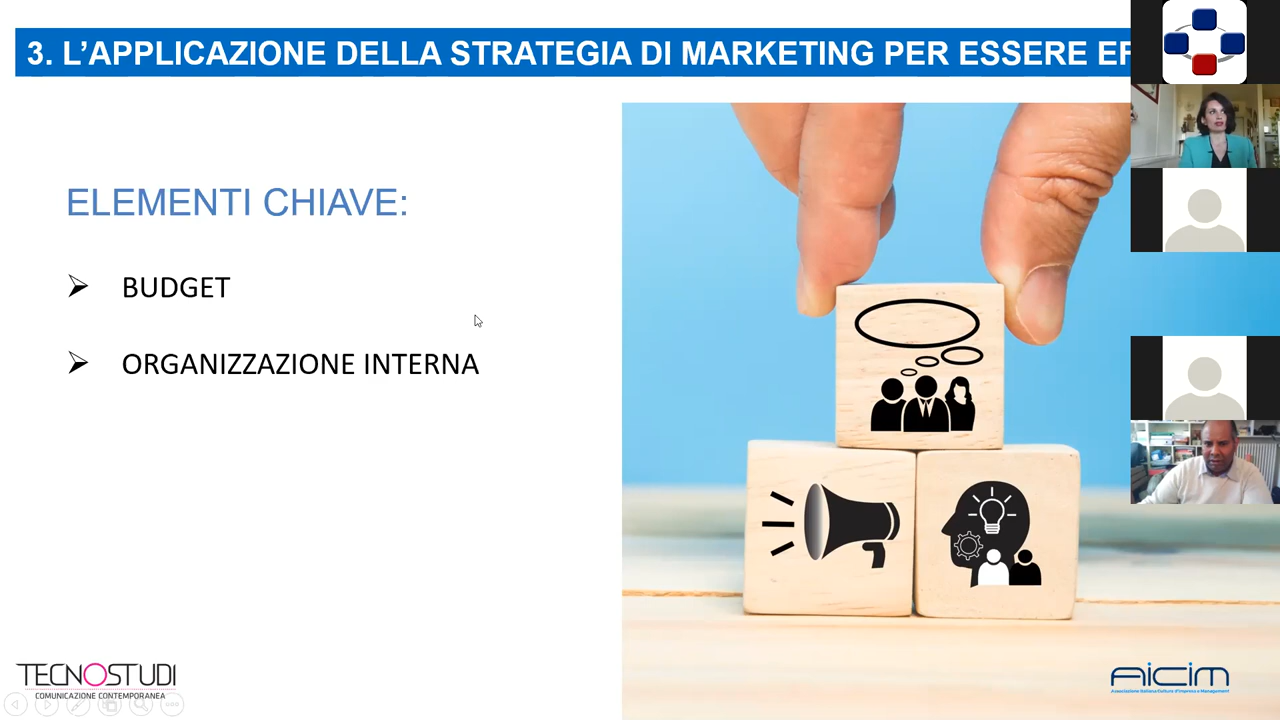 3. L’APPLICAZIONE DELLA STRATEGIA DI MARKETING PER ESSERE
ELEMENTI CHIAVE:
➢ BUDGET
➢ ORGANIZZAZIONE INTERNA
TECNOSTUDI
COMUNICAZIONE CONTEMPORANEA
AICIM
Associazione Italiana Cultura d'Impresa e Management